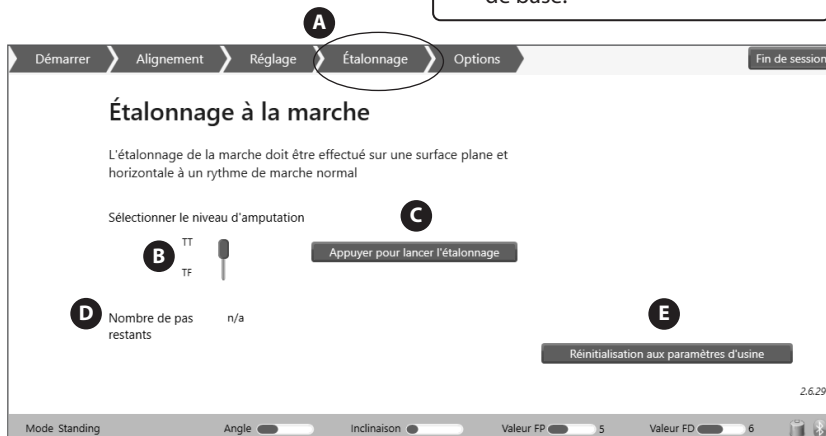 de base.
A
Démarrer Alignement Réglage Étalonnage Options Fin de session
Étalonnage à la marche
L'étalonnage de la marche doit être effectué sur une surface plane et
horizontale à un rythme de marche normal
Sélectionner le niveau d'amputation
C
B
TT
TF
Appuyer pour lancer l'étalonnage
D
Nombre de pas
restants
n/a
E
Réinitialisation aux paramètres d'usine
2.6.29
Mode Standing Angle Inclinaison Valeur FP 5 Valeur FD 6